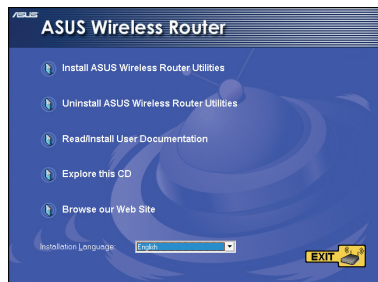 ASUS
ASUS Wireless Router
Install ASUS Wireless Router Utilities
Uninstall ASUS Wireless Router Utilities
Read/Install User Documentation
Explore this CD
Browse our Web Site
Installation Language: English
EXIT